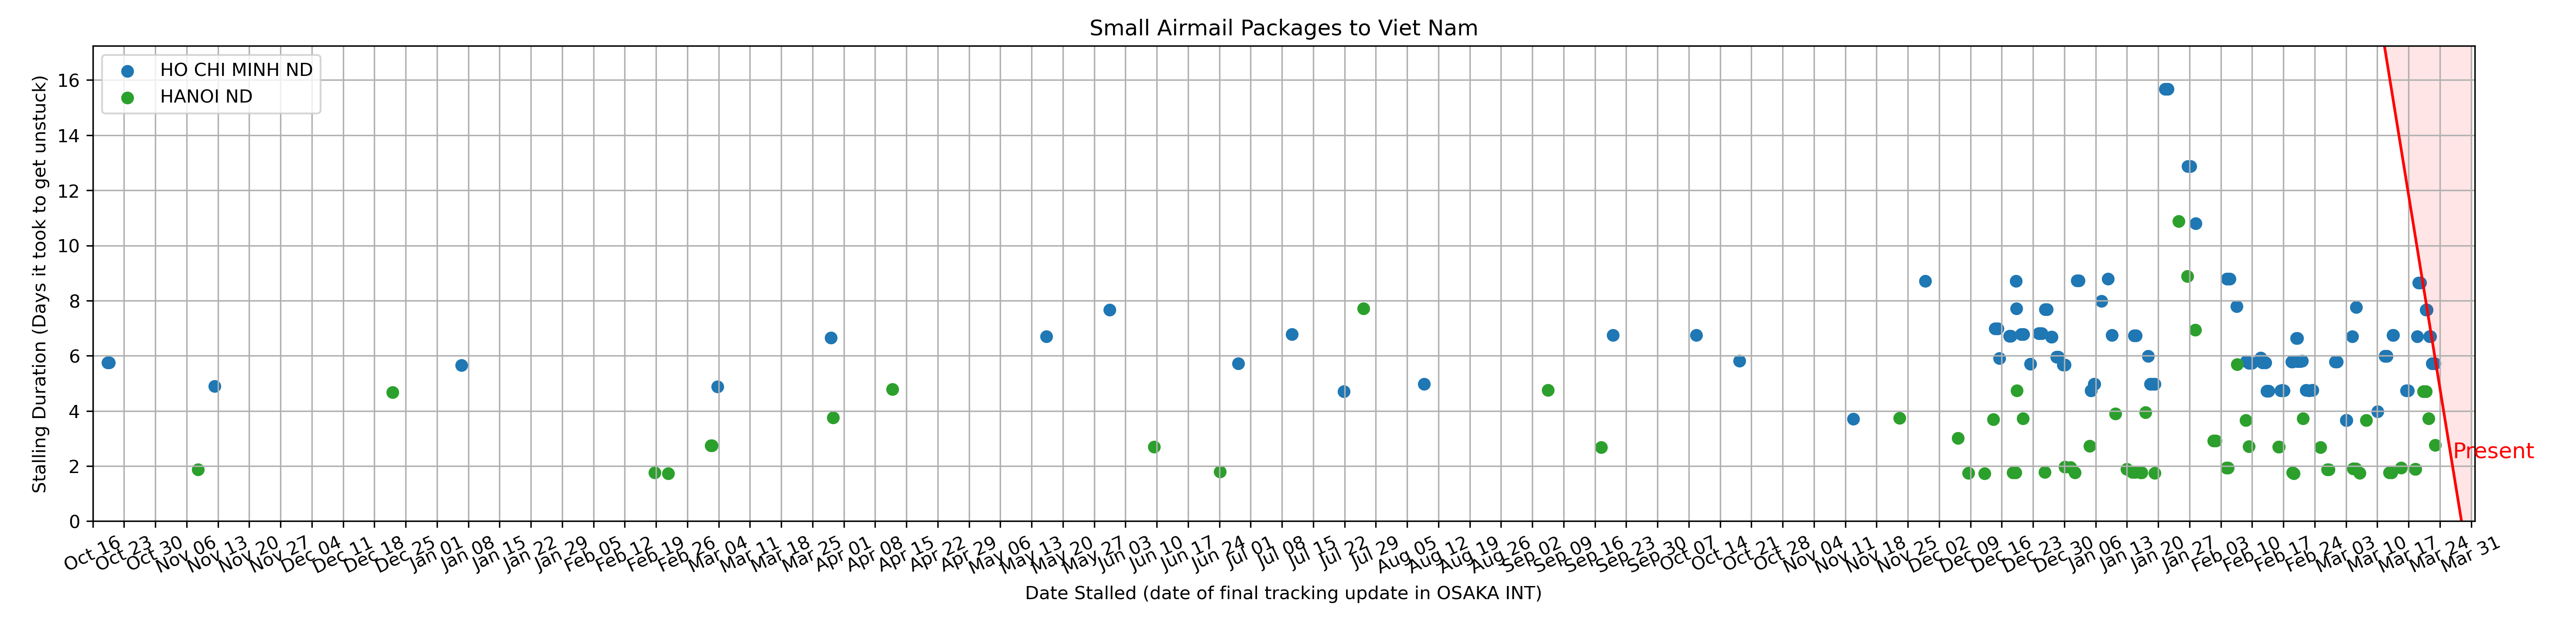 Small Airmail Packages to Viet Nam
HO CHI MINH ND
HANOI ND
Stalling Duration (Days it took to get unstuck)
16
14
12
10
8
6
4
2
0
Present
Oct 16
Oct 23
Oct 30
Nov 06
Nov 13
Nov 20
Nov 27
Dec 04
Dec 11
Dec 18
Dec 25
Jan 01
Jan 08
Jan 15
Jan 22
Jan 29
Feb 05
Feb 12
Feb 19
Feb 26
Mar 04
Mar 11
Mar 18
Mar 25
Apr 01
Apr 08
Apr 15
Apr 22
Apr 29
May 06
May 13
May 20
May 27
Jun 03
Jun 10
Jun 17
Jun 24
Jul 01
Jul 08
Jul 15
Jul 22
Jul 29
Aug 05
Aug 12
Aug 19
Aug 26
Sep 02
Sep 09
Sep 16
Sep 23
Sep 30
Oct 07
Oct 14
Oct 21
Oct 28
Nov 04
Nov 11
Nov 18
Nov 25
Dec 02
Dec 09
Dec 16
Dec 23
Dec 30
Jan 06
Jan 13
Jan 20
Jan 27
Feb 03
Feb 10
Feb 17
Feb 24
Mar 03
Mar 10
Mar 17
Mar 24
Mar 31
Date Stalled (date of final tracking update in OSAKA INT)